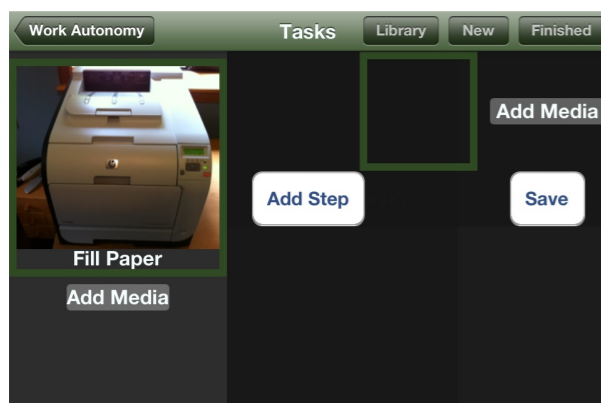 Work Autonomy
Tasks
Library
New
Finished
Add Media
Add Step
Save
Fill Paper
Add Media